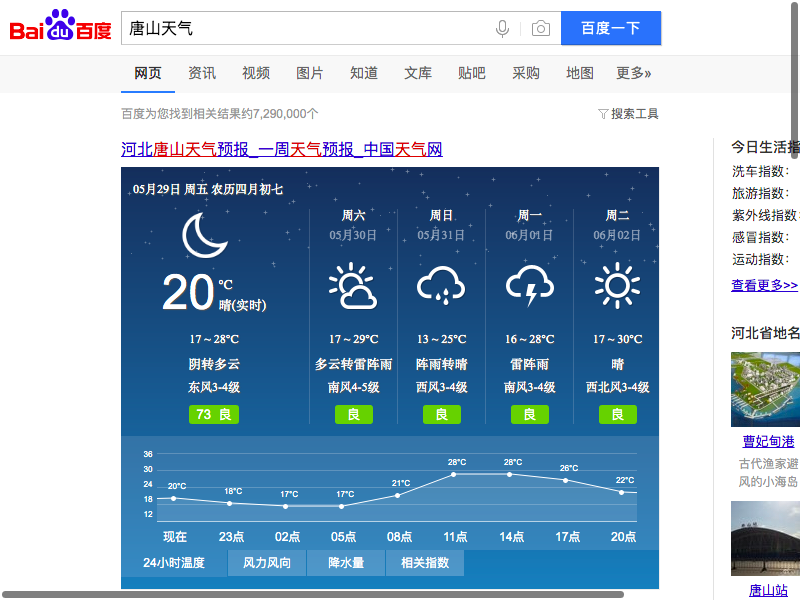 Bai du 百度
唐山天气
百度一下
网页 资讯 视频 图片 知道 文库 贴吧 采购 地图 更多»
百度为您找到相关结果约7,290,000个
搜索工具
河北唐山天气预报_一周天气预报_中国天气网
05月29日 周五 农历四月初七
20 ℃
晴(实时)
17～28℃
阴转多云
东风3-4级
73 良
周六
05月30日
17～29℃
多云转雷阵雨
南风4-5级
良
周日
05月31日
13～25℃
阵雨转晴
西风3-4级
良
周一
06月01日
16～28℃
雷阵雨
南风3-4级
良
周二
06月02日
17～30℃
晴
西北风3-4级
良
36
30
24
18
12
20℃ 18℃ 17℃ 17℃ 21℃ 28℃ 28℃ 26℃ 22℃
现在 23点 02点 05点 08点 11点 14点 17点 20点
24小时温度 风力风向 降水量 相关指数
今日生活指
洗车指数：
旅游指数：
紫外线指数：
感冒指数：
运动指数：
查看更多>>
河北省地名
曹妃甸港
古代渔家避
风的小海岛
唐山站